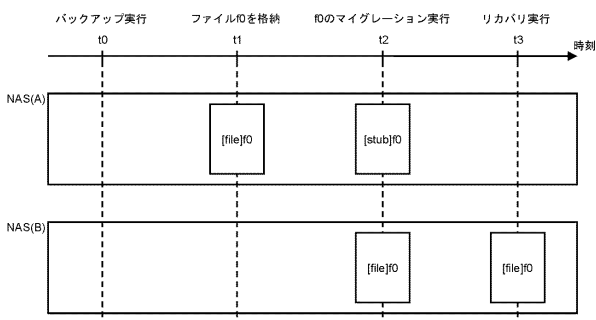 バックアップ実行 ファイルf0を格納 f0のマイグレーション実行 リカバリ実行
t0 t1 t2 t3
時刻
NAS(A)
[file]f0 [stub]f0
NAS(B)
[file]f0 [file]f0